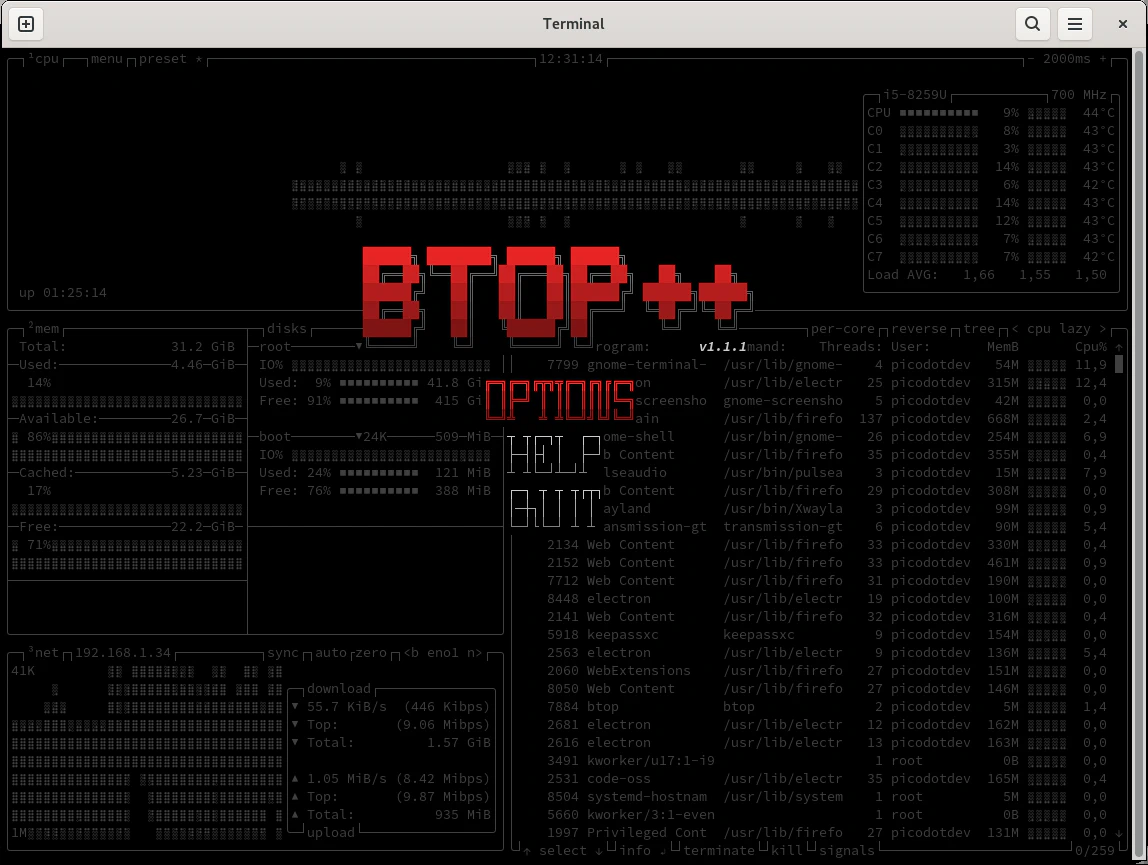 Terminal
¹cpu menu preset * 12:31:14 - 2000ms +
i5-8259U 700 MHz
CPU 9% 44°C
C0 8% 43°C
C1 3% 43°C
C2 14% 43°C
C3 6% 42°C
C4 14% 43°C
C5 12% 43°C
C6 7% 43°C
C7 7% 42°C
Load AVG: 1,66 1,55 1,50
up 01:25:14
BTOP++
v1.1.1
OPTIONS
HELP
QUIT
²mem
Total: 31.2 GiB
Used: 4.46 GiB
14%
Available: 26.7 GiB
86%
Cached: 5.23 GiB
17%
Free: 22.2 GiB
71%
disks
root ▼
IO%
Used: 9% 41.8 Gi
Free: 91% 415 Gi
boot ▼24K 509 MiB
IO%
Used: 24% 121 MiB
Free: 76% 388 MiB
per-core reverse tree < cpu lazy >
rogram: mand: Threads: User: MemB Cpu% ↑
7799 gnome-terminal- /usr/lib/gnome- 4 picodotdev 54M 11,9
on /usr/lib/electr 25 picodotdev 315M 12,4
screensho gnome-screensho 5 picodotdev 42M 0,0
ain /usr/lib/firefo 137 picodotdev 668M 2,4
ome-shell /usr/bin/gnome- 26 picodotdev 254M 6,9
b Content /usr/lib/firefo 35 picodotdev 355M 0,4
lseaudio /usr/bin/pulsea 3 picodotdev 15M 7,9
b Content /usr/lib/firefo 29 picodotdev 308M 0,0
ayland /usr/bin/Xwayla 3 picodotdev 99M 0,9
ansmission-gt transmission-gt 6 picodotdev 90M 5,4
2134 Web Content /usr/lib/firefo 33 picodotdev 330M 0,4
2152 Web Content /usr/lib/firefo 33 picodotdev 461M 0,9
7712 Web Content /usr/lib/firefo 31 picodotdev 190M 0,0
8448 electron /usr/lib/electr 19 picodotdev 100M 0,0
2141 Web Content /usr/lib/firefo 32 picodotdev 316M 0,4
5918 keepassxc keepassxc 9 picodotdev 154M 0,0
2563 electron /usr/lib/electr 9 picodotdev 136M 5,4
2060 WebExtensions /usr/lib/firefo 27 picodotdev 151M 0,0
8050 Web Content /usr/lib/firefo 27 picodotdev 146M 0,0
7884 btop btop 2 picodotdev 5M 1,4
2681 electron /usr/lib/electr 12 picodotdev 162M 0,0
2616 electron /usr/lib/electr 13 picodotdev 163M 0,0
3491 kworker/u17:1-i9 1 root 0B 0,0
2531 code-oss /usr/lib/electr 35 picodotdev 165M 0,4
8504 systemd-hostnam /usr/lib/system 1 root 5M 0,0
5660 kworker/3:1-even 1 root 0B 0,0
1997 Privileged Cont /usr/lib/firefo 27 picodotdev 131M 0,0 ↓
↑ select ↓ info ↲ terminate kill signals 0/259
³net 192.168.1.34 sync auto zero <b eno1 n>
41K
download
▼ 55.7 KiB/s (446 Kibps)
▼ Top: (9.06 Mibps)
▼ Total: 1.57 GiB
▲ 1.05 MiB/s (8.42 Mibps)
▲ Top: (9.87 Mibps)
▲ Total: 935 MiB
1M upload